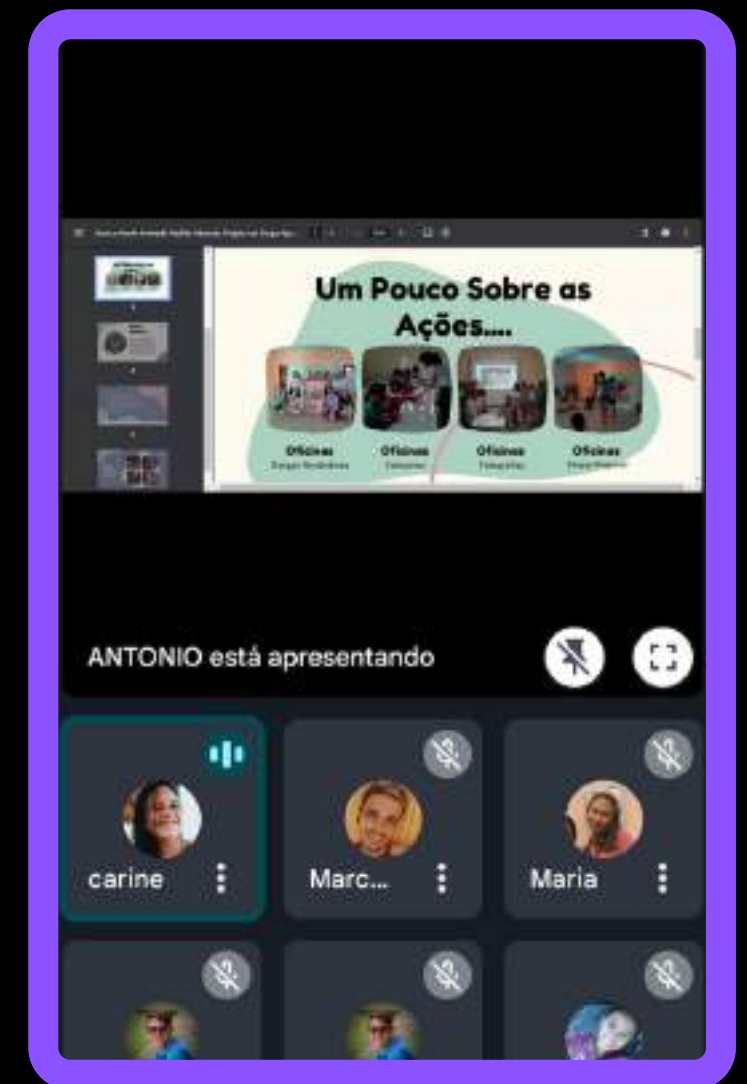 Um Pouco Sobre as
Ações....
Oficinas
Oficinas
Oficinas
Oficinas
ANTONIO está apresentando
carine
Marc...
Maria